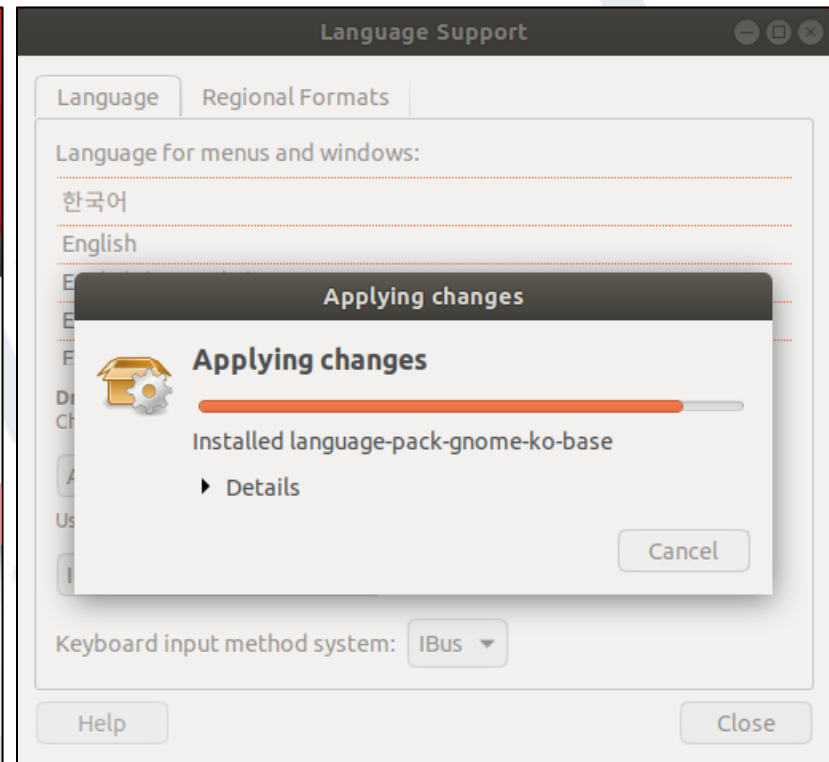 Language Support
Language
Regional Formats
Language for menus and windows:
한국어
English
Applying changes
Applying changes
Installed language-pack-gnome-ko-base
Details
Cancel
Keyboard input method system: IBus
Help
Close